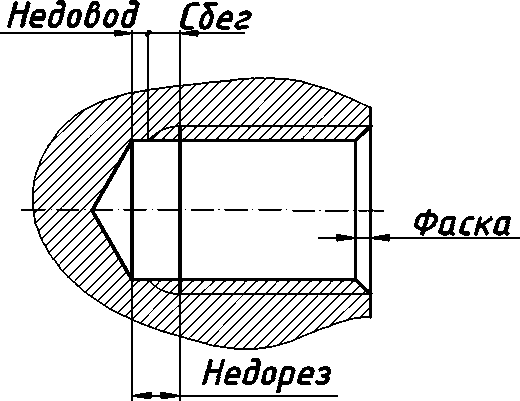 Недовод Сбег
Фаска
Недорез